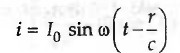 i = I₀ sin ω(t − r/c)